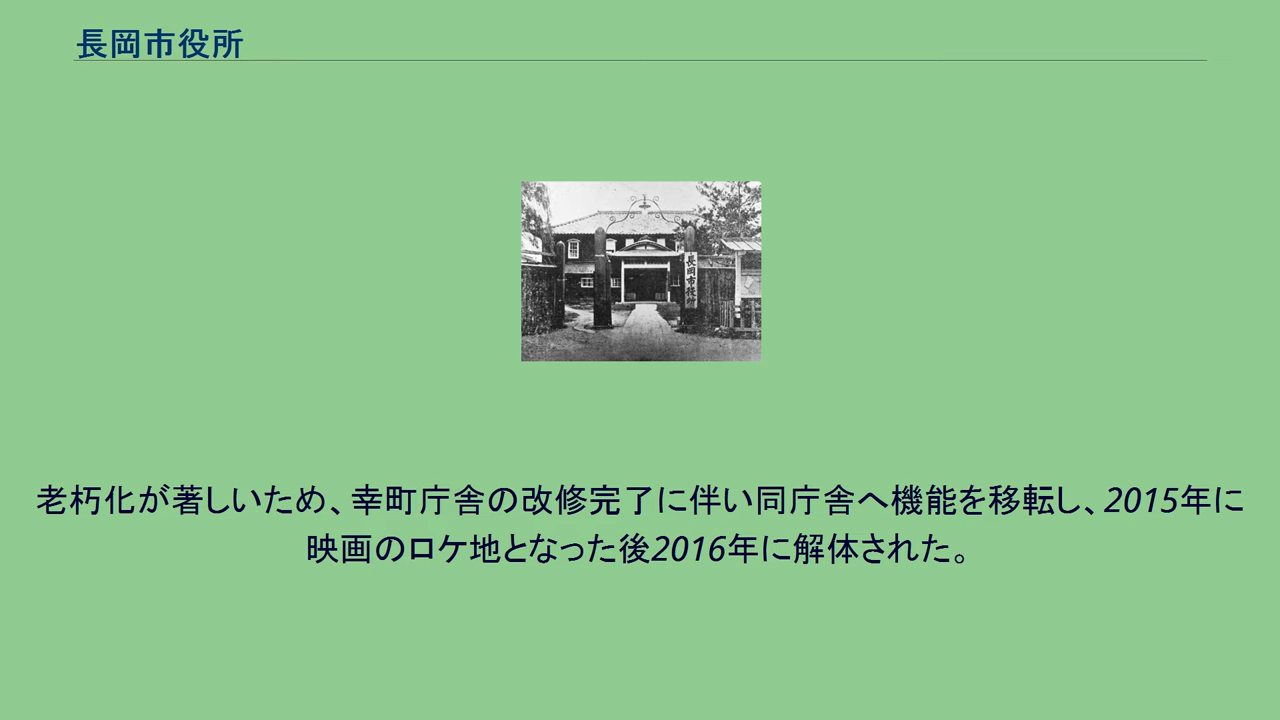 長岡市役所
長岡市役所
老朽化が著しいため、幸町庁舎の改修完了に伴い同庁舎へ機能を移転し、2015年に
映画のロケ地となった後2016年に解体された。